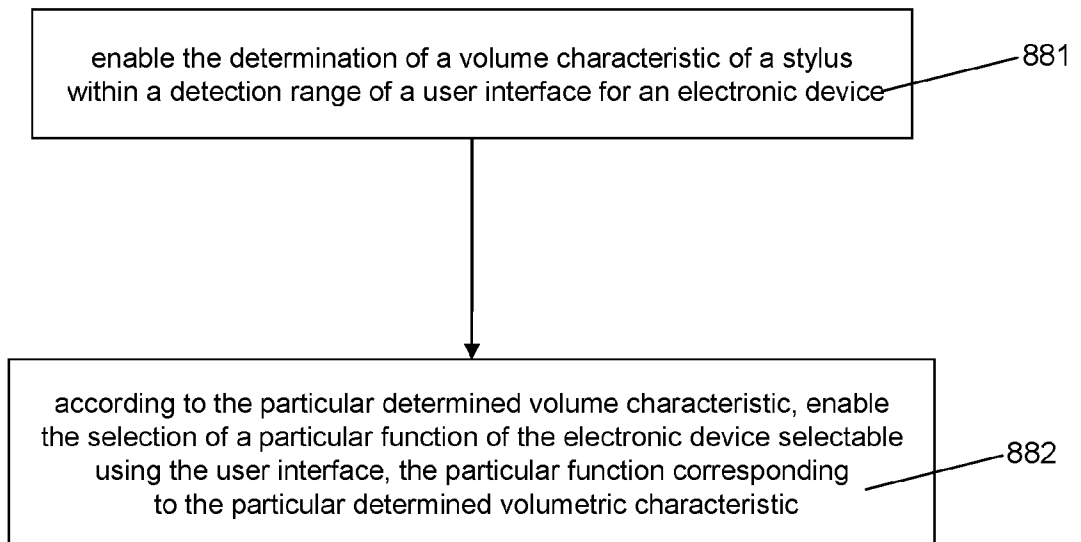 enable the determination of a volume characteristic of a stylus
within a detection range of a user interface for an electronic device
881
according to the particular determined volume characteristic, enable
the selection of a particular function of the electronic device selectable
using the user interface, the particular function corresponding
to the particular determined volumetric characteristic
882